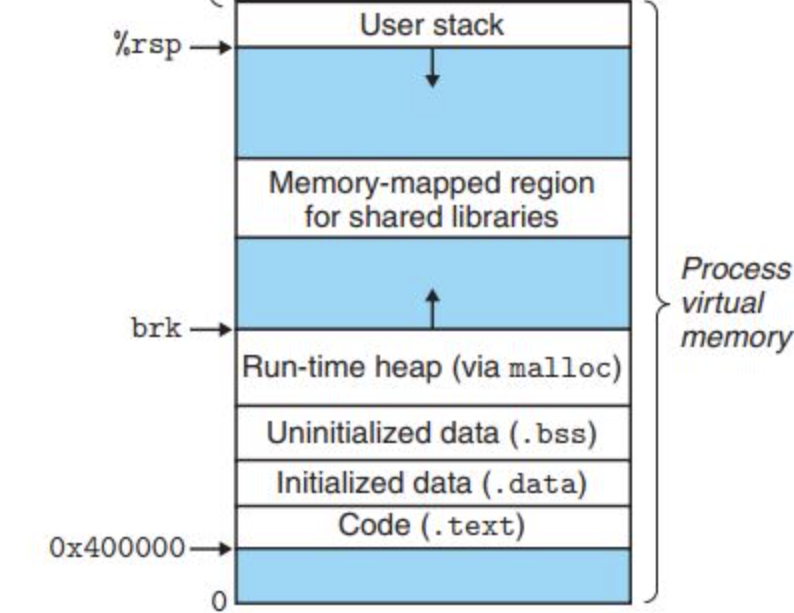 User stack
%rsp
Memory-mapped region
for shared libraries
Process
virtual
memory
brk
Run-time heap (via malloc)
Uninitialized data (.bss)
Initialized data (.data)
Code (.text)
0x400000
0